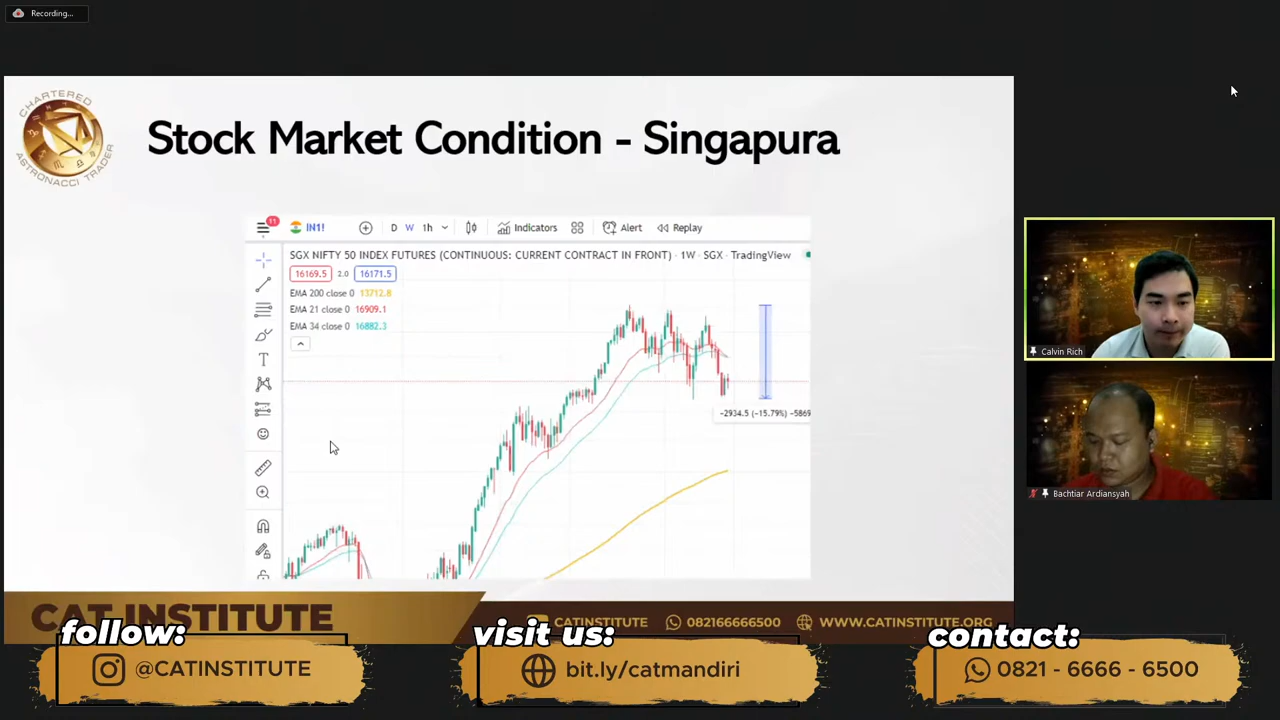 Recording...
CHARTERED
ASTRONACCI TRADER
Stock Market Condition - Singapura
11
IN1!
D W 1h
Indicators
Alert
Replay
SGX NIFTY 50 INDEX FUTURES (CONTINUOUS: CURRENT CONTRACT IN FRONT) · 1W · SGX · TradingView
16169.5 2.0 16171.5
EMA 200 close 0 13712.8
EMA 21 close 0 16909.1
EMA 34 close 0 16882.3
-2934.5 (-15.79%) -5869
T
Calvin Rich
Bachtiar Ardiansyah
CAT INSTITUTE
CATINSTITUTE
082166666500
WWW.CATINSTITUTE.ORG
follow:
@CATINSTITUTE
visit us:
bit.ly/catmandiri
contact:
0821 - 6666 - 6500